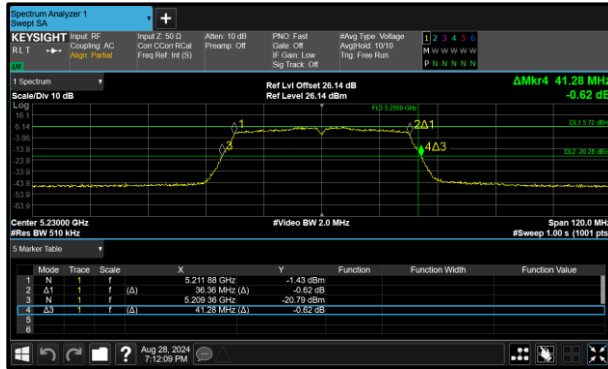 Spectrum Analyzer 1
Swept SA
+
KEYSIGHT Input: RF Input Z: 50 Ω Atten: 10 dB PNO: Fast #Avg Type: Voltage 1 2 3 4 5 6
RLT Coupling: AC Corr CCorr RCal Preamp: Off Gate: Off Avg|Hold: 10/10 M W W W W W
Align: Partial Freq Ref: Int (S) IF Gain: Low Trig: Free Run P N N N N N
Sig Track: Off
LW
1 Spectrum
Scale/Div 10 dB
Ref Lvl Offset 26.14 dB
Ref Level 26.14 dBm
ΔMkr4 41.28 MHz
-0.62 dB
Log
16.1
6.14
-3.86
-13.9
-23.9
-33.9
-43.9
-53.9
-63.9
1
2Δ1
3
4Δ3
DL1 5.72 dBm
Center 5.23000 GHz
#Res BW 510 kHz
#Video BW 2.0 MHz
Span 120.0 MHz
#Sweep 1.00 s (1001 pts)
5 Marker Table
Mode Trace Scale X Y Function Function Width Function Value
1 N 1 f 5.211 88 GHz -1.43 dBm
2 Δ1 1 f (Δ) 36.36 MHz (Δ) -0.62 dB
3 N 1 f 5.209 36 GHz -20.79 dBm
4 Δ3 1 f (Δ) 41.28 MHz (Δ) -0.62 dB
5
6
?
Aug 28, 2024
7:12:09 PM